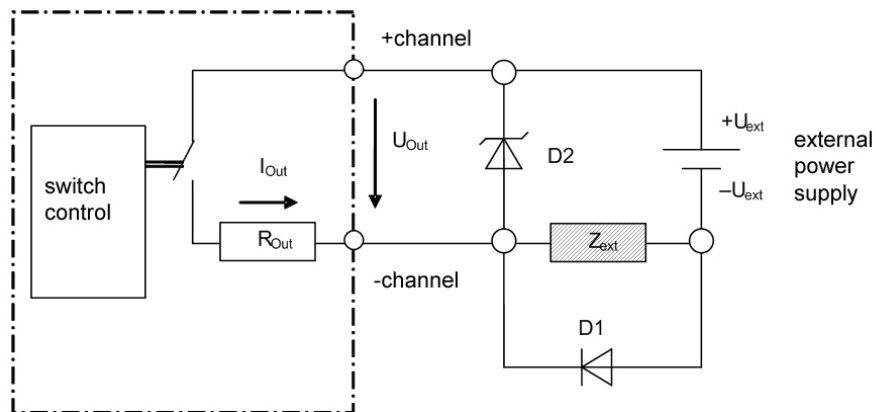 +channel
switch
control
I_Out
R_Out
U_Out
D2
+U_ext
–U_ext
external
power
supply
Z_ext
-channel
D1